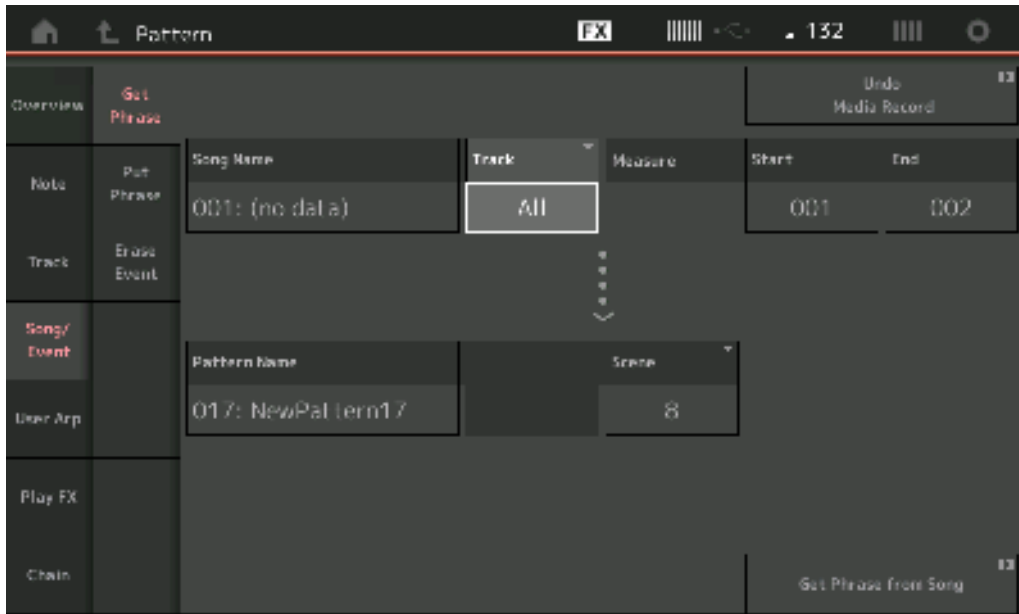 Pattern
FX
132
Overview
Get
Phrase
Undo
Media Record
Note
Put
Phrase
Song Name
Track
Measure
Start
End
001: (no data)
All
001
002
Track
Erase
Event
Song/
Event
Pattern Name
Scene
017: NewPattern17
8
User Arp
Play FX
Chain
Get Phrase from Song